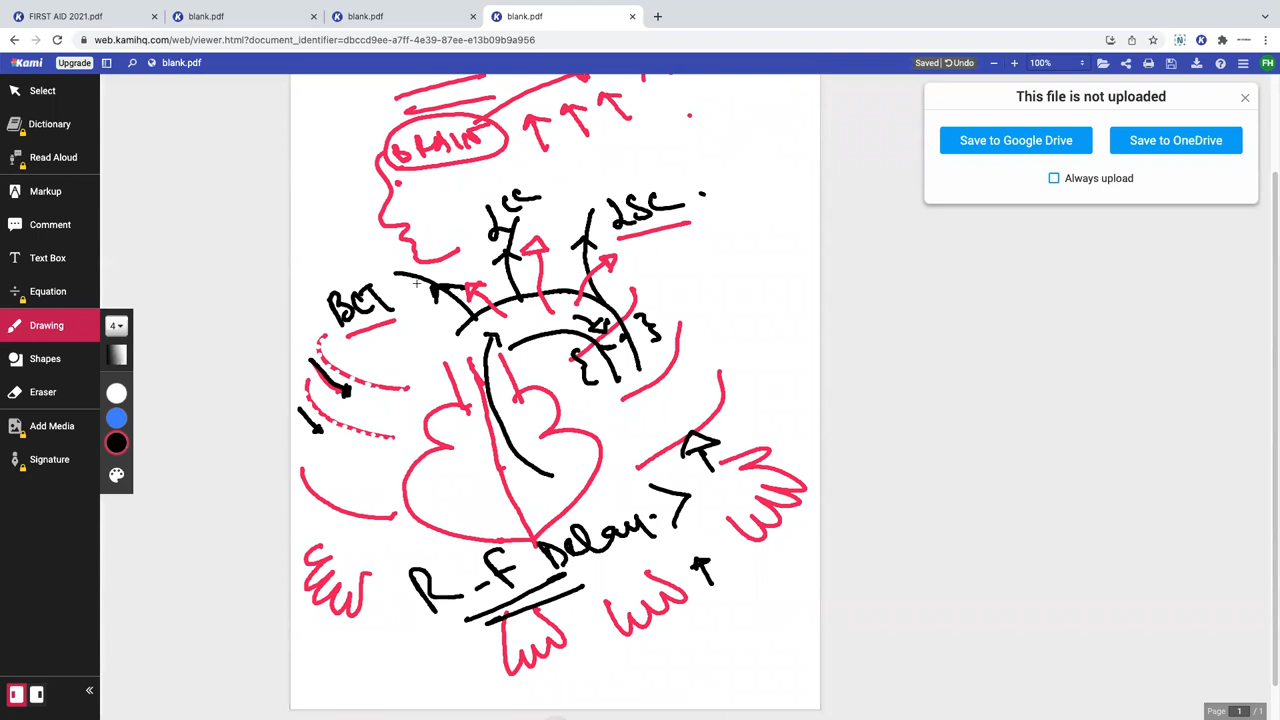 FIRST AID 2021.pdf
blank.pdf
blank.pdf
blank.pdf
web.kamihq.com/web/viewer.html?document_identifier=dbccd9ee-a7ff-4e39-87ee-e13b09b9a956
Kami
Upgrade
blank.pdf
Saved
Undo
100%
FH
Select
Dictionary
Read Aloud
Markup
Comment
Text Box
Equation
Drawing
Shapes
Eraser
Add Media
Signature
4
This file is not uploaded
Save to Google Drive
Save to OneDrive
Always upload
BRAIN
LCC
LSC
BCT
R-F Delay.
Page 1 / 1